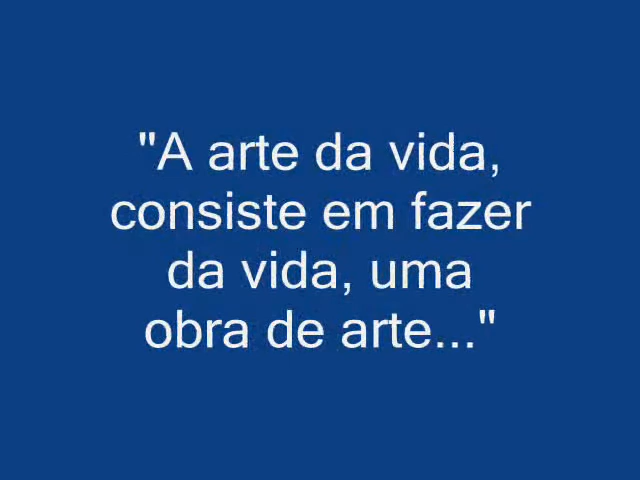 "A arte da vida,
consiste em fazer
da vida, uma
obra de arte..."